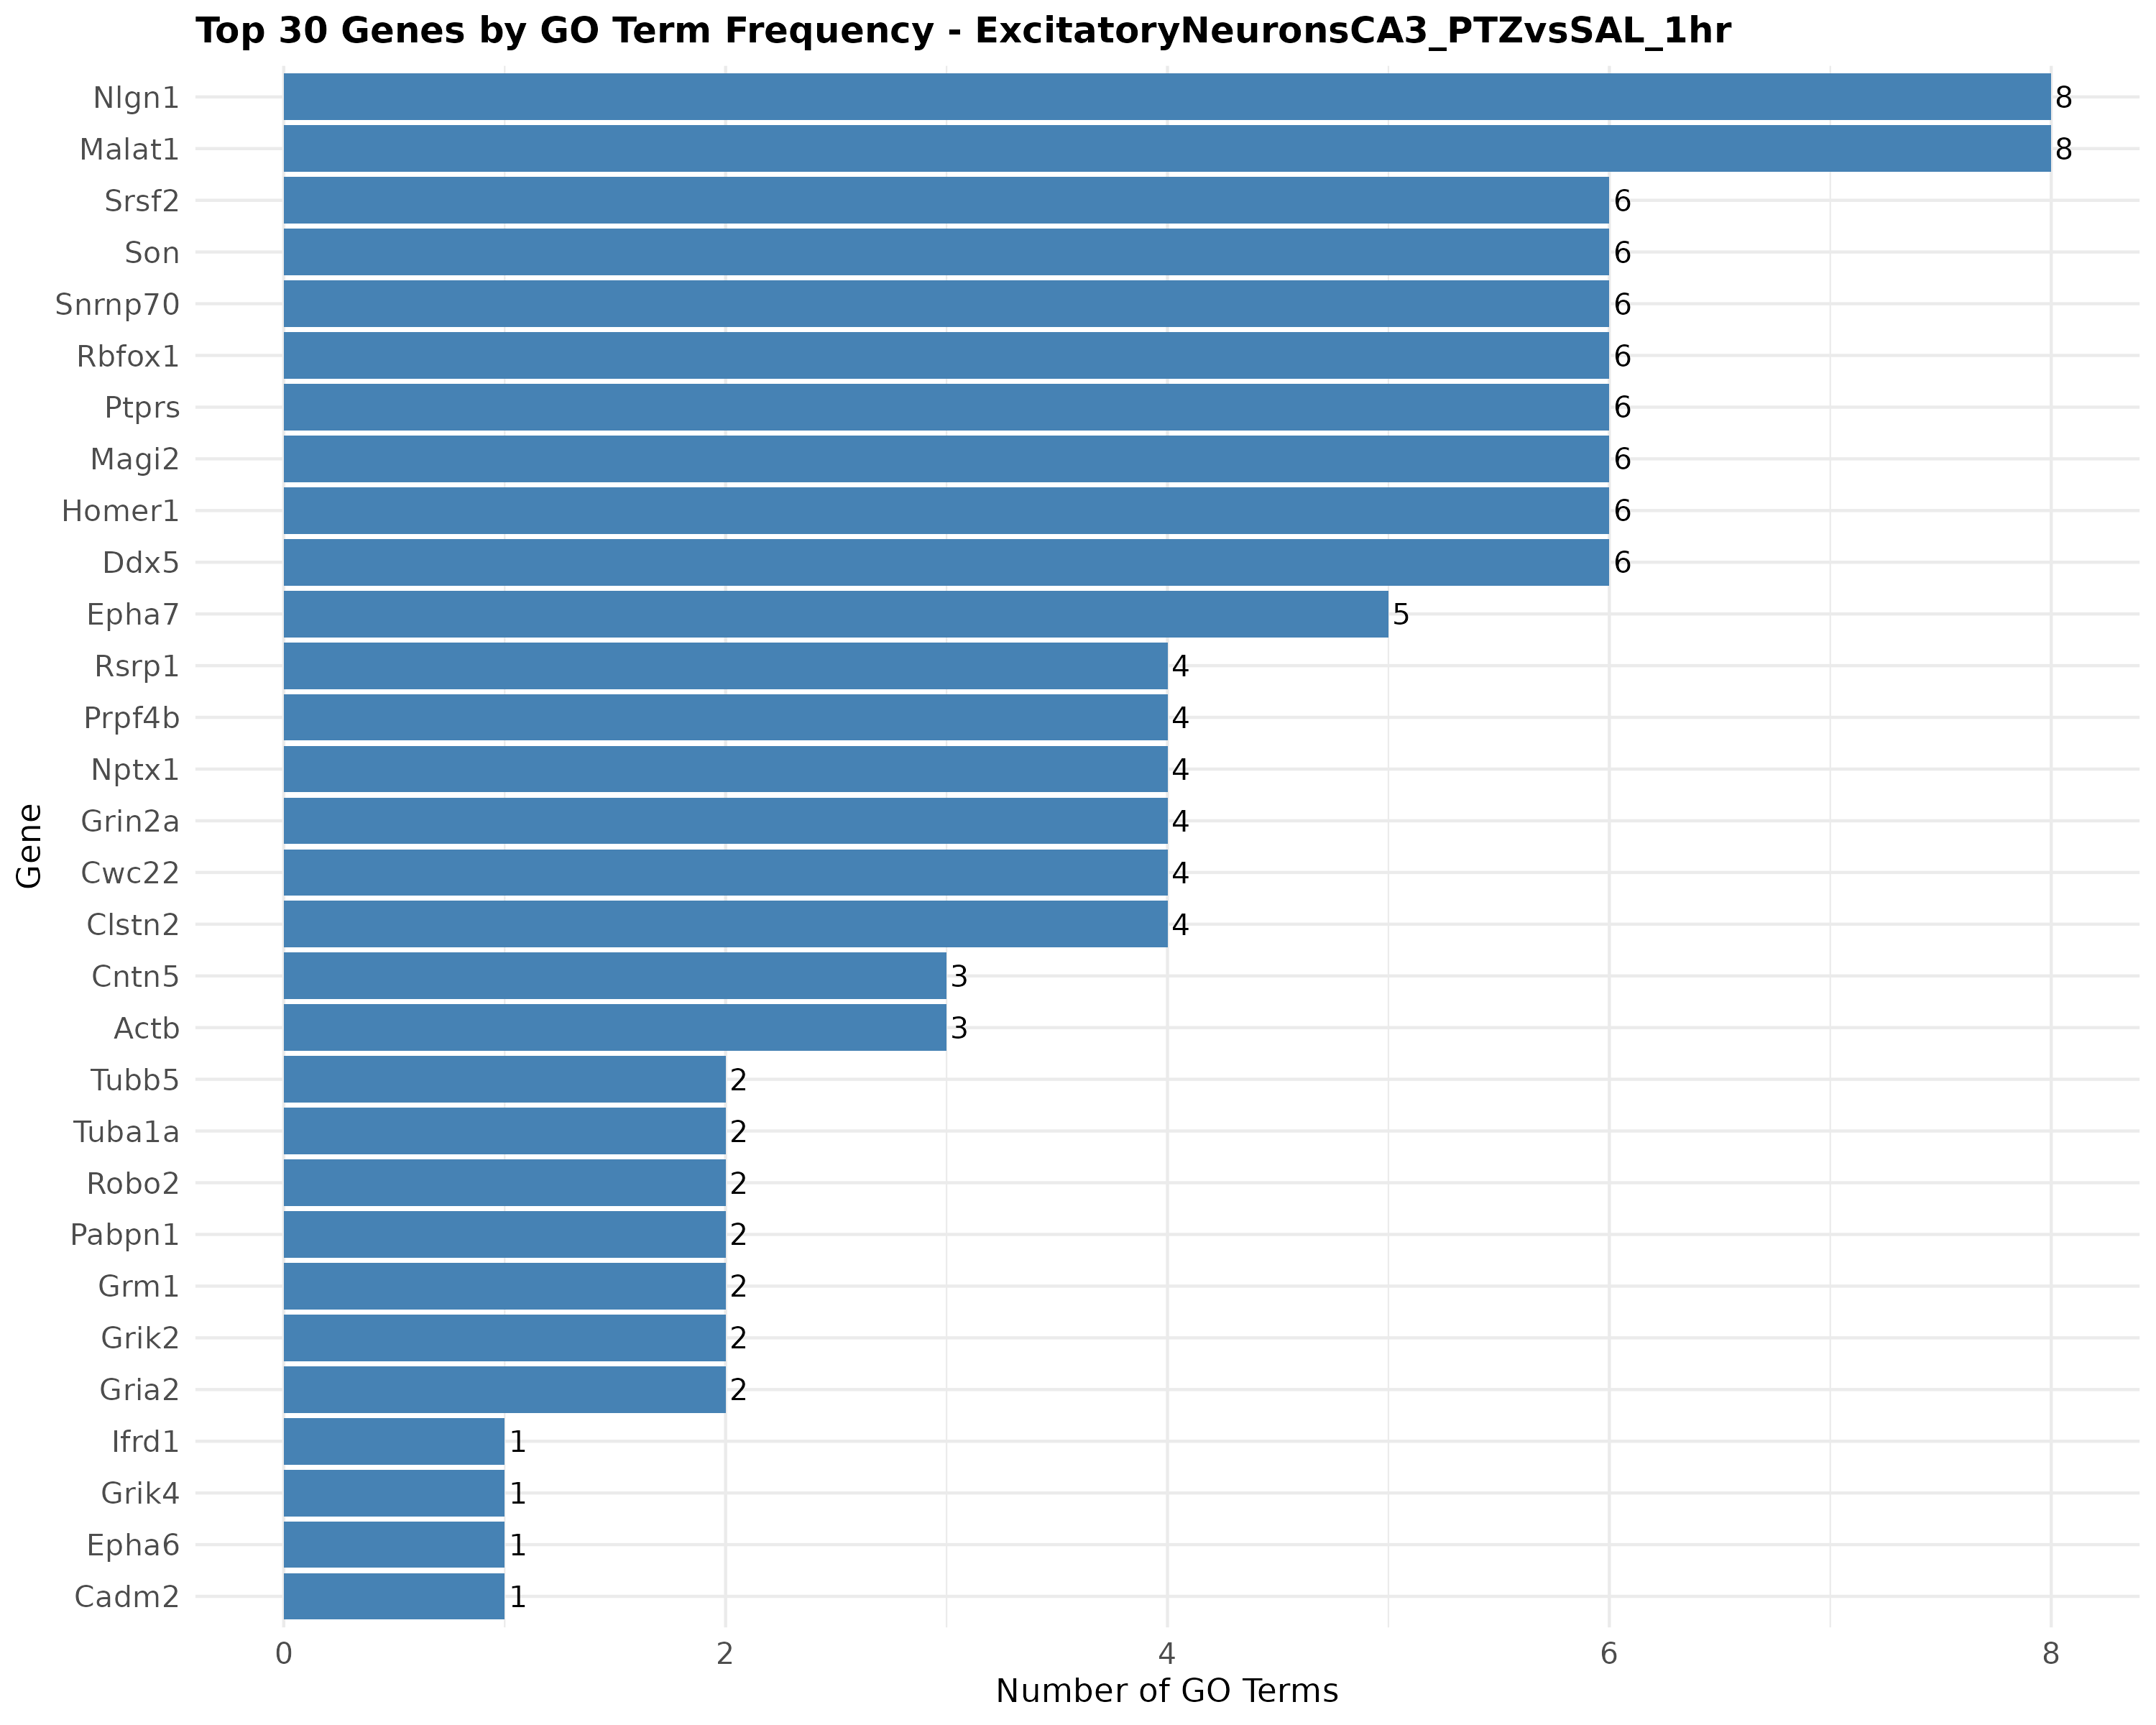 Top 30 Genes by GO Term Frequency - ExcitatoryNeuronsCA3_PTZvsSAL_1hr
Gene
Nlgn1 8
Malat1 8
Srsf2 6
Son 6
Snrnp70 6
Rbfox1 6
Ptprs 6
Magi2 6
Homer1 6
Ddx5 6
Epha7 5
Rsrp1 4
Prpf4b 4
Nptx1 4
Grin2a 4
Cwc22 4
Clstn2 4
Cntn5 3
Actb 3
Tubb5 2
Tuba1a 2
Robo2 2
Pabpn1 2
Grm1 2
Grik2 2
Gria2 2
Ifrd1 1
Grik4 1
Epha6 1
Cadm2 1
0 2 4 6 8
Number of GO Terms